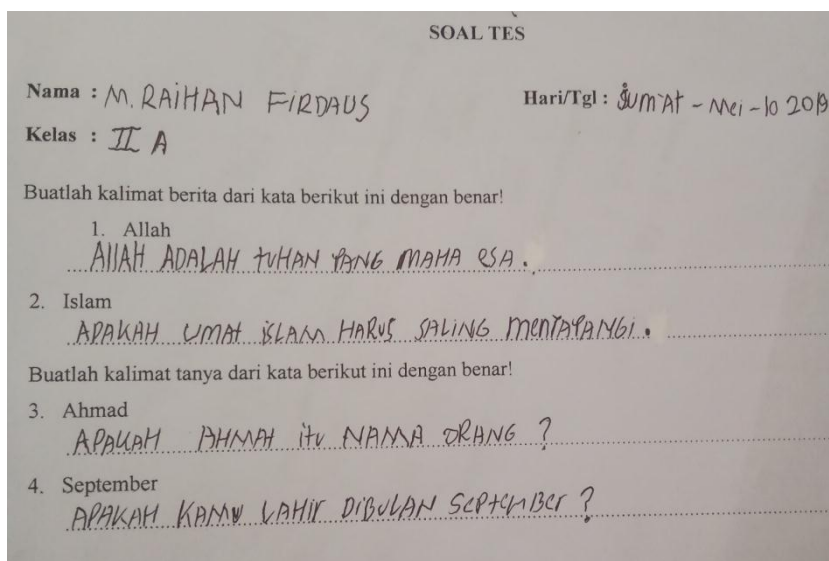 SOAL TES
Nama : M. RAiHAN FiRDAUS Hari/Tgl : JUM'At - Mei - 10 2019
Kelas : II A
Buatlah kalimat berita dari kata berikut ini dengan benar!
1. Allah
AllAH ADALAH tUHAN YANG MAHA eSA .
2. Islam
APAKAH UMAt iSLAM HARUS SALING MenYAYANGi .
Buatlah kalimat tanya dari kata berikut ini dengan benar!
3. Ahmad
APAKAH AHMAt itu NAMA ORANG ?
4. September
APAKAH KAMU LAHir DiBULAN SePteMBer ?